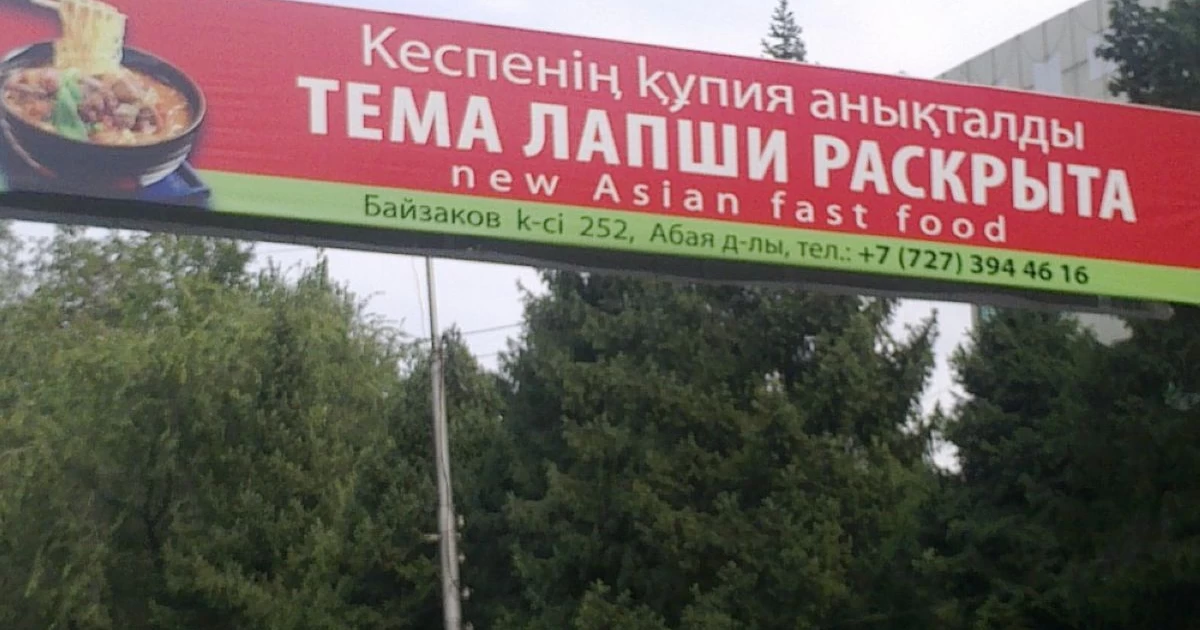 Кеспенің құпия анықталды
ТЕМА ЛАПШИ РАСКРЫТА
new Asian fast food
Байзаков к-сі 252, Абая д-лы, тел.: +7 (727) 394 46 16